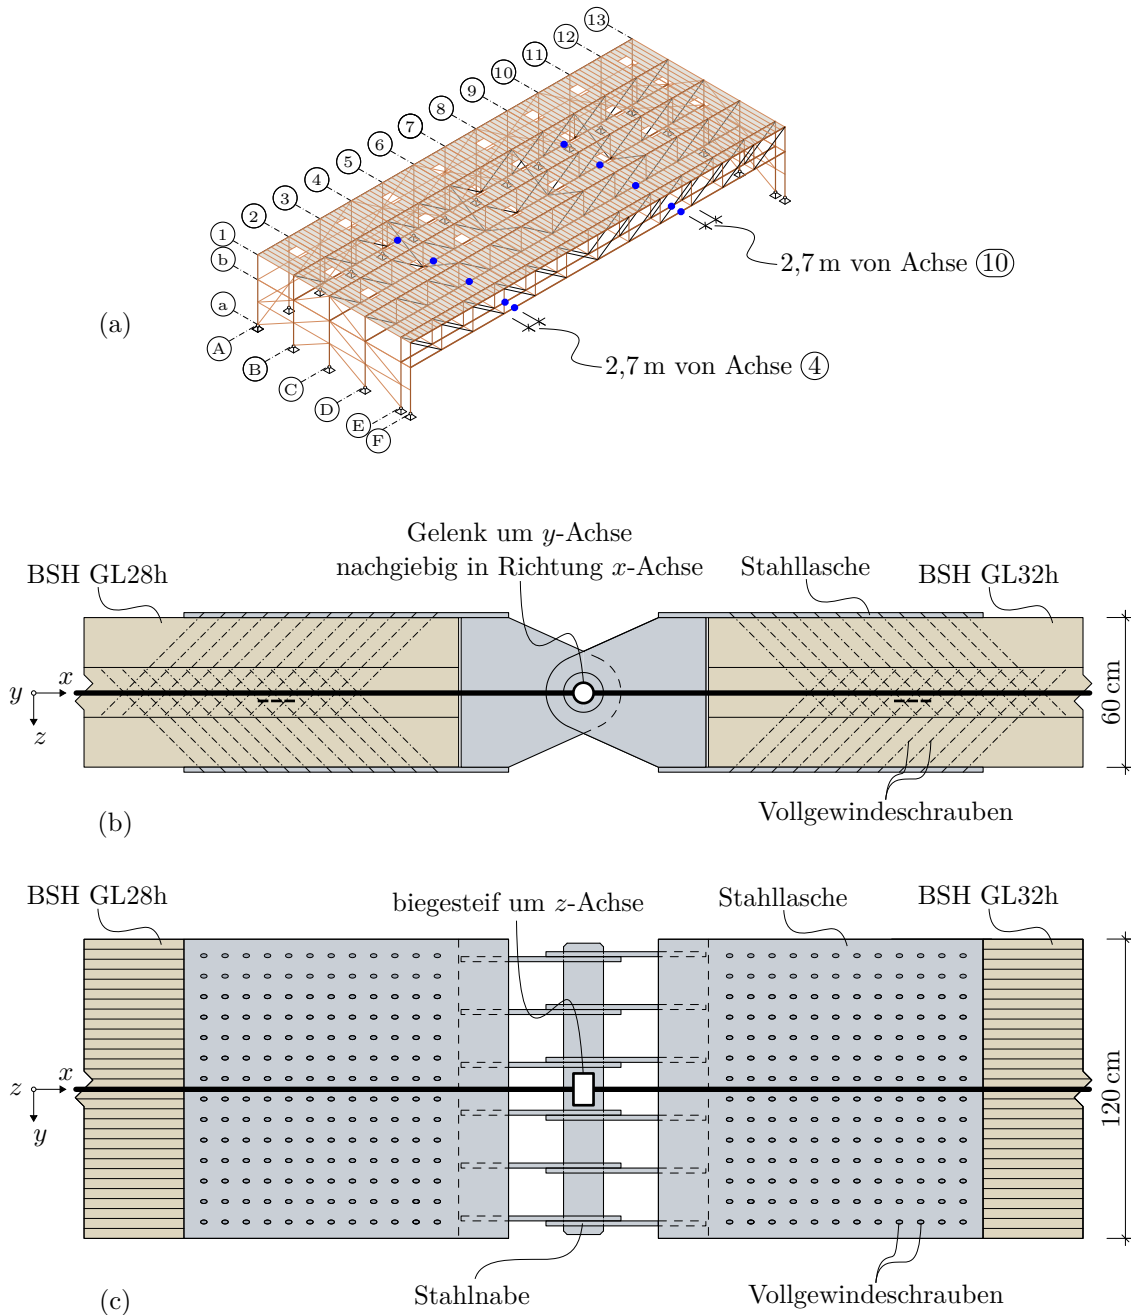 13
12
11
10
9
8
7
6
5
4
3
2
1
b
a
A
B
C
D
E
F
2,7 m von Achse 10
2,7 m von Achse 4
(a)
Gelenk um y-Achse
nachgiebig in Richtung x-Achse
BSH GL28h
Stahllasche
BSH GL32h
y
x
z
60 cm
Vollgewindeschrauben
(b)
BSH GL28h
biegesteif um z-Achse
Stahllasche
BSH GL32h
z
x
y
120 cm
Stahlnabe
Vollgewindeschrauben
(c)